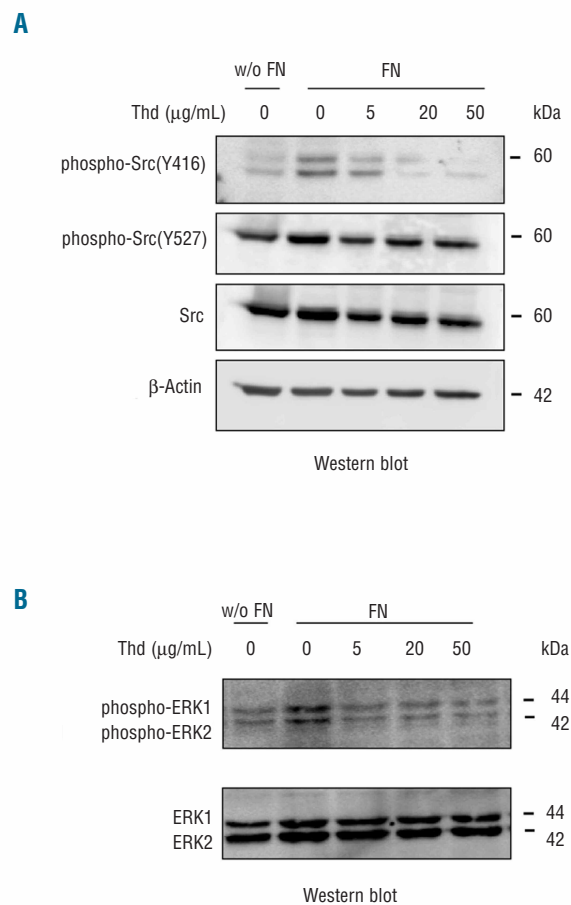 A
w/o FN FN
Thd (μg/mL) 0 0 5 20 50 kDa
phospho-Src(Y416) – 60
phospho-Src(Y527) – 60
Src – 60
β-Actin – 42
Western blot
B
w/o FN FN
Thd (μg/mL) 0 0 5 20 50 kDa
phospho-ERK1 – 44
phospho-ERK2 – 42
ERK1 – 44
ERK2 – 42
Western blot